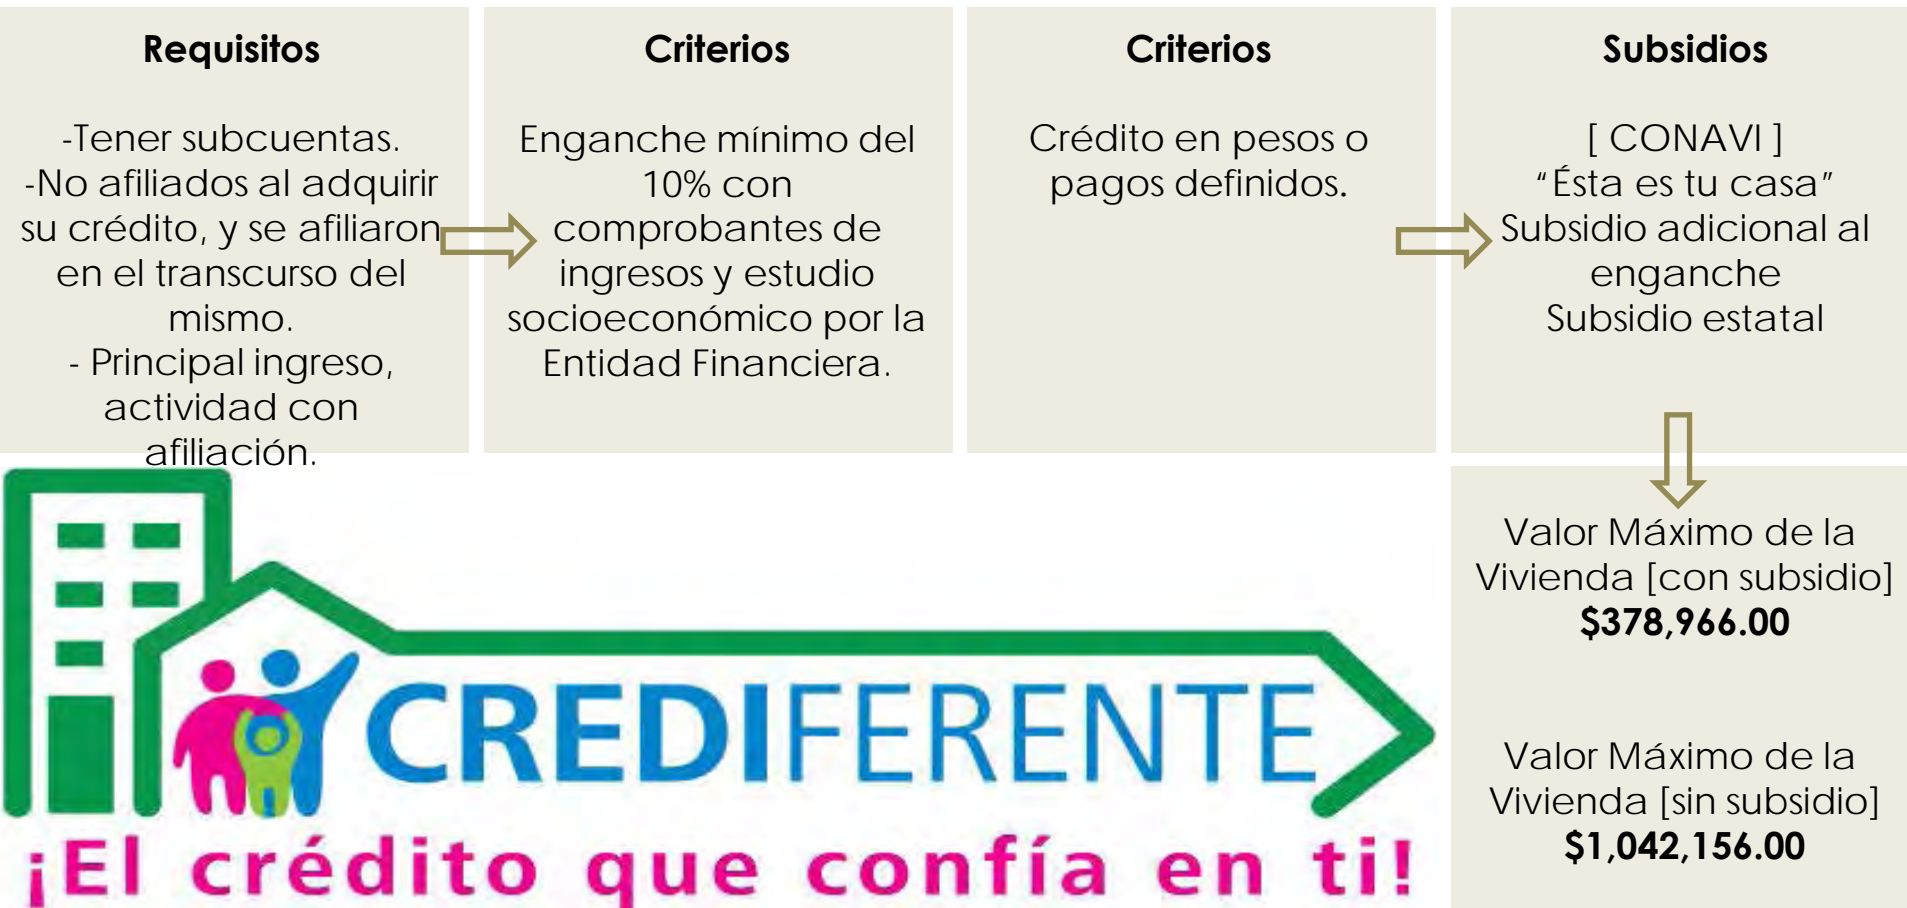 Requisitos
-Tener subcuentas.
-No afiliados al adquirir
su crédito, y se afiliaron
en el transcurso del
mismo.
- Principal ingreso,
actividad con
afiliación.
Criterios
Enganche mínimo del
10% con
comprobantes de
ingresos y estudio
socioeconómico por la
Entidad Financiera.
Criterios
Crédito en pesos o
pagos definidos.
Subsidios
[ CONAVI ]
“Ésta es tu casa”
Subsidio adicional al
enganche
Subsidio estatal
Valor Máximo de la
Vivienda [con subsidio]
$378,966.00
Valor Máximo de la
Vivienda [sin subsidio]
$1,042,156.00
CREDIFERENTE
¡El crédito que confía en ti!